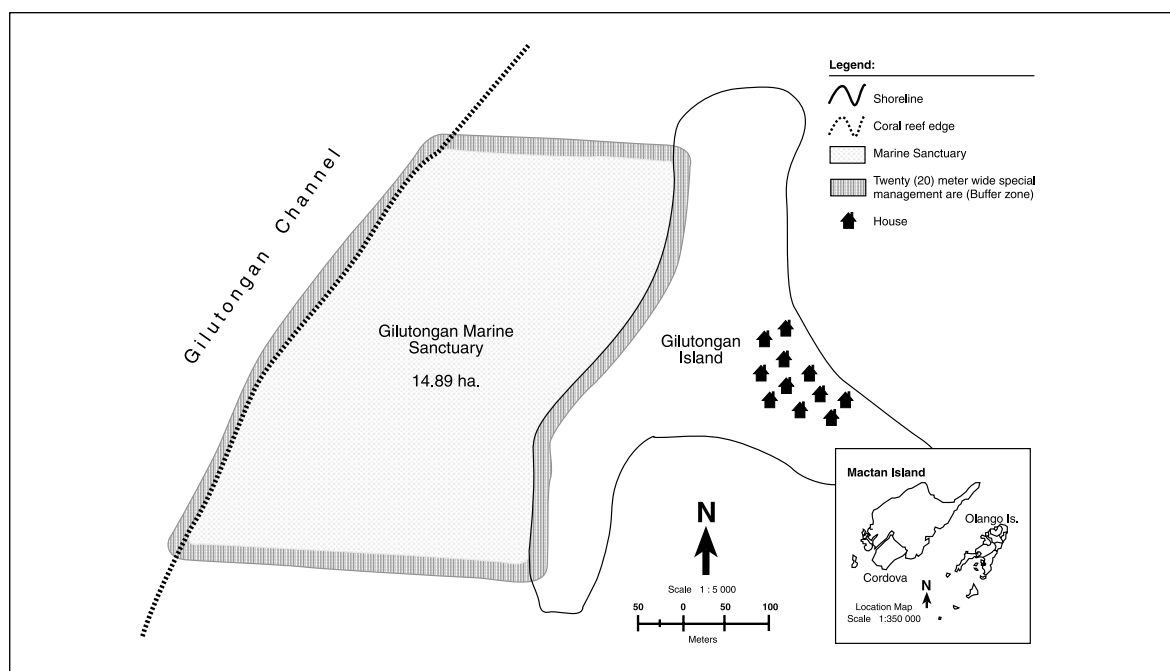 Legend:
Shoreline
Coral reef edge
Marine Sanctuary
Twenty (20) meter wide special
management are (Buffer zone)
House
Gilutongan Channel
Gilutongan Marine
Sanctuary
14.89 ha.
Gilutongan
Island
N
Scale 1 : 5 000
50 0 50 100
Meters
Mactan Island
Olango Is.
Cordova
N
Location Map
Scale 1:350 000